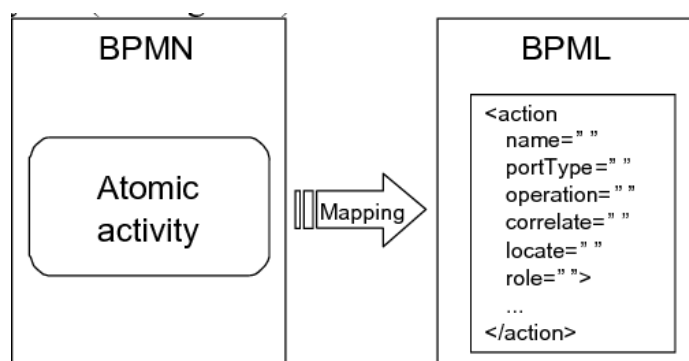 BPMN
Atomic
activity
Mapping
BPML
<action
name=” ”
portType=” ”
operation=” ”
correlate=” ”
locate=” ”
role=” ”>
...
</action>